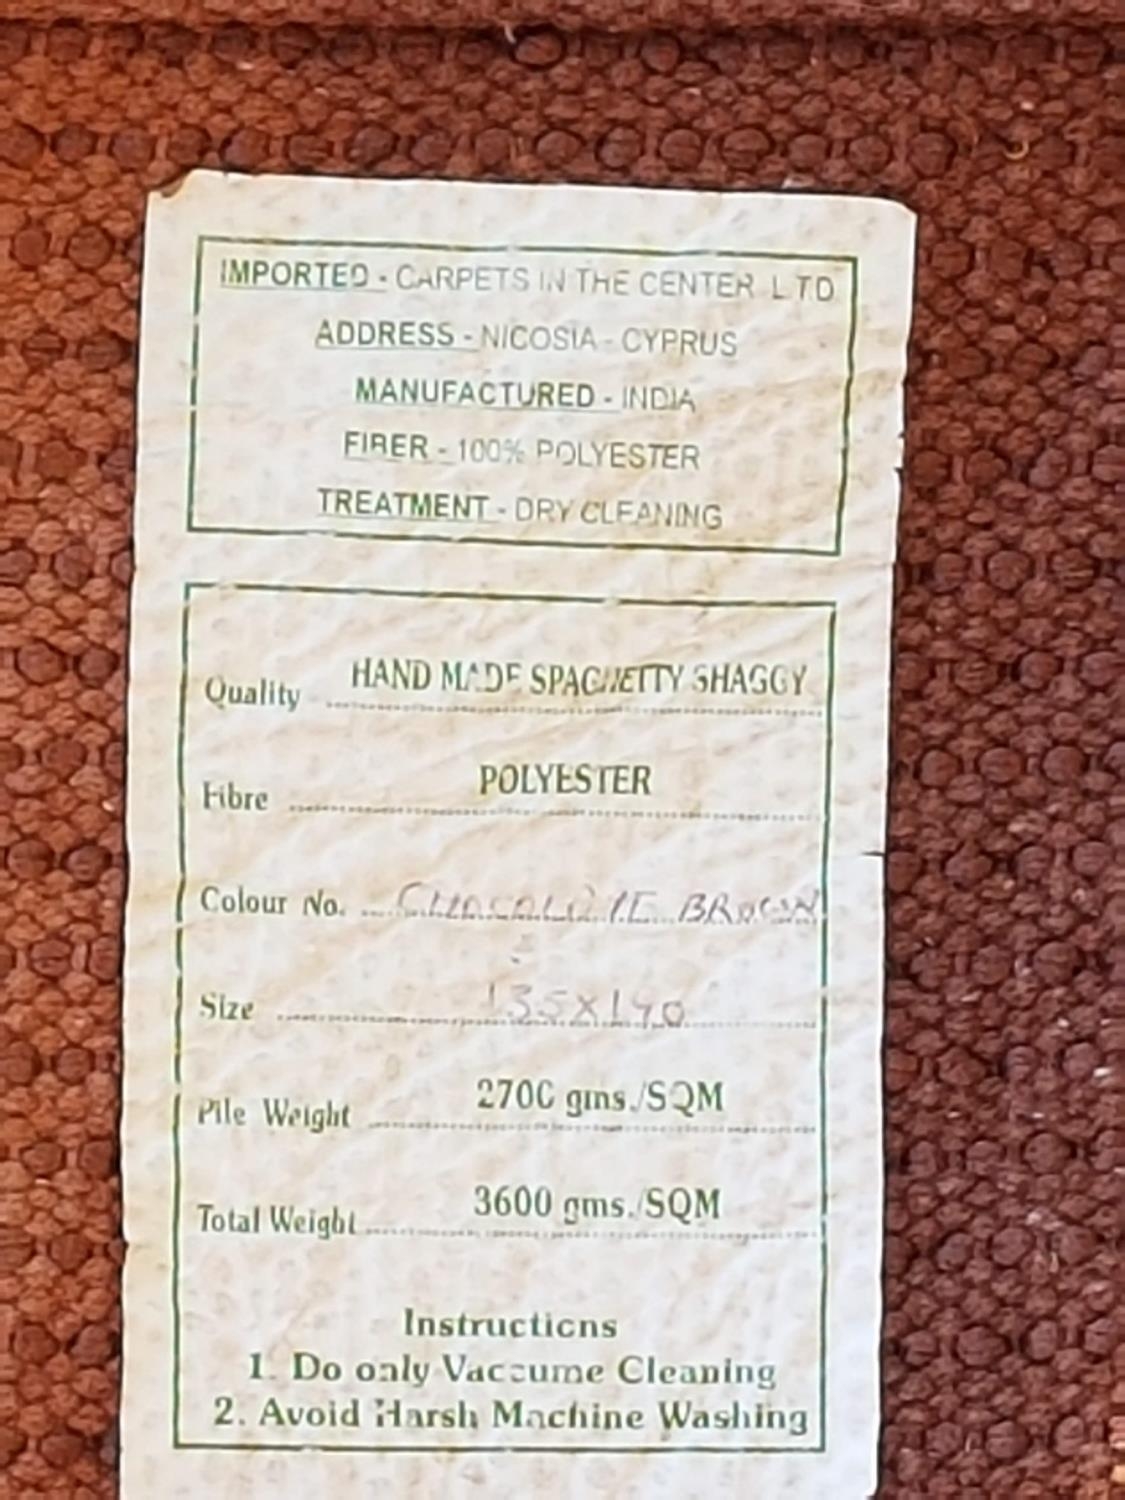 IMPORTED - CARPETS IN THE CENTER LTD
ADDRESS - NICOSIA - CYPRUS
MANUFACTURED - INDIA
FIBER - 100% POLYESTER
TREATMENT - DRY CLEANING
Quality HAND MADE SPAGHETTY SHAGGY
Fibre POLYESTER
Colour No. CHACALOTE BROWN
Size 135X190
Pile Weight 2700 gms./SQM
Total Weight 3600 gms./SQM
Instructions
1. Do only Vaccume Cleaning
2. Avoid Harsh Machine Washing